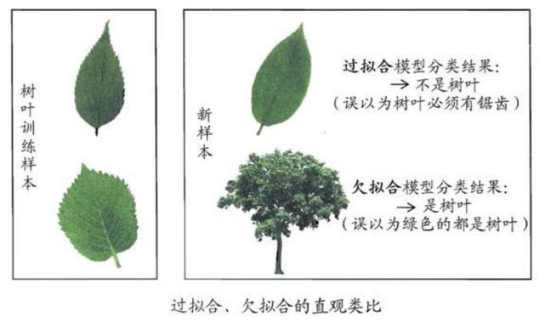 树叶训练样本
新样本
过拟合模型分类结果:
→ 不是树叶
(误以为树叶必须有锯齿)
欠拟合模型分类结果:
→ 是树叶
(误以为绿色的都是树叶)
过拟合、欠拟合的直观类比